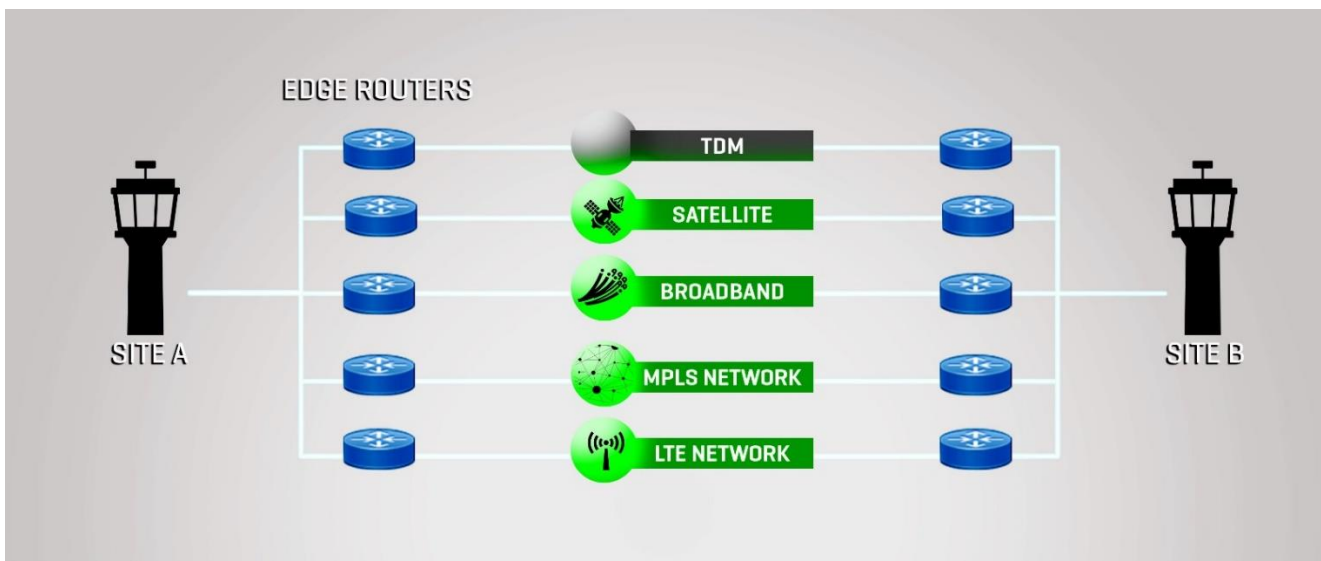 EDGE ROUTERS
TDM
SATELLITE
BROADBAND
MPLS NETWORK
LTE NETWORK
SITE A
SITE B